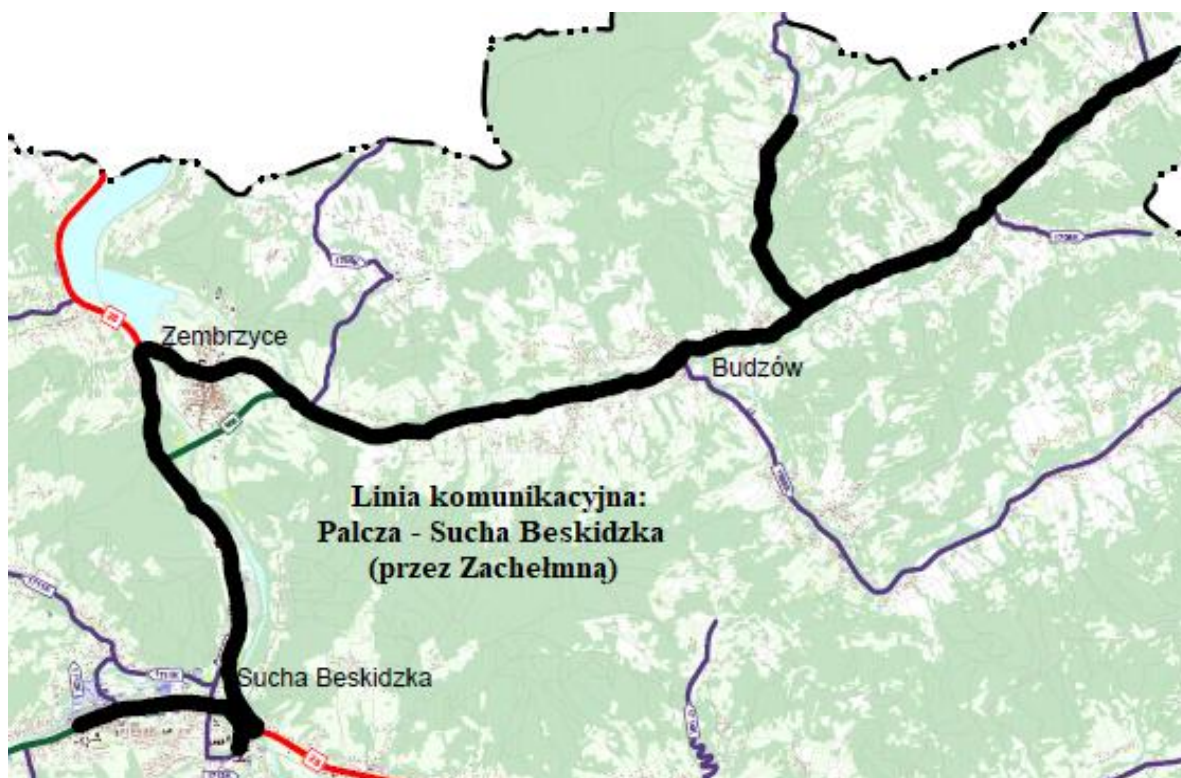 Zembrzyce
Budzów
Linia komunikacyjna:
Palcza - Sucha Beskidzka
(przez Zachełmną)
Sucha Beskidzka